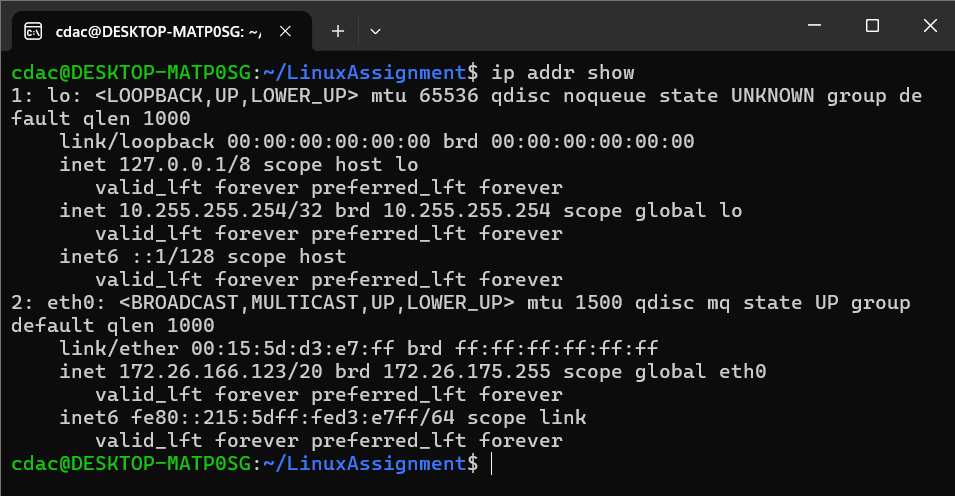 cdac@DESKTOP-MATP0SG: ~/
cdac@DESKTOP-MATP0SG:~/LinuxAssignment$ ip addr show
1: lo: <LOOPBACK,UP,LOWER_UP> mtu 65536 qdisc noqueue state UNKNOWN group de
fault qlen 1000
    link/loopback 00:00:00:00:00:00 brd 00:00:00:00:00:00
    inet 127.0.0.1/8 scope host lo
       valid_lft forever preferred_lft forever
    inet 10.255.255.254/32 brd 10.255.255.254 scope global lo
       valid_lft forever preferred_lft forever
    inet6 ::1/128 scope host
       valid_lft forever preferred_lft forever
2: eth0: <BROADCAST,MULTICAST,UP,LOWER_UP> mtu 1500 qdisc mq state UP group
default qlen 1000
    link/ether 00:15:5d:d3:e7:ff brd ff:ff:ff:ff:ff:ff
    inet 172.26.166.123/20 brd 172.26.175.255 scope global eth0
       valid_lft forever preferred_lft forever
    inet6 fe80::215:5dff:fed3:e7ff/64 scope link
       valid_lft forever preferred_lft forever
cdac@DESKTOP-MATP0SG:~/LinuxAssignment$